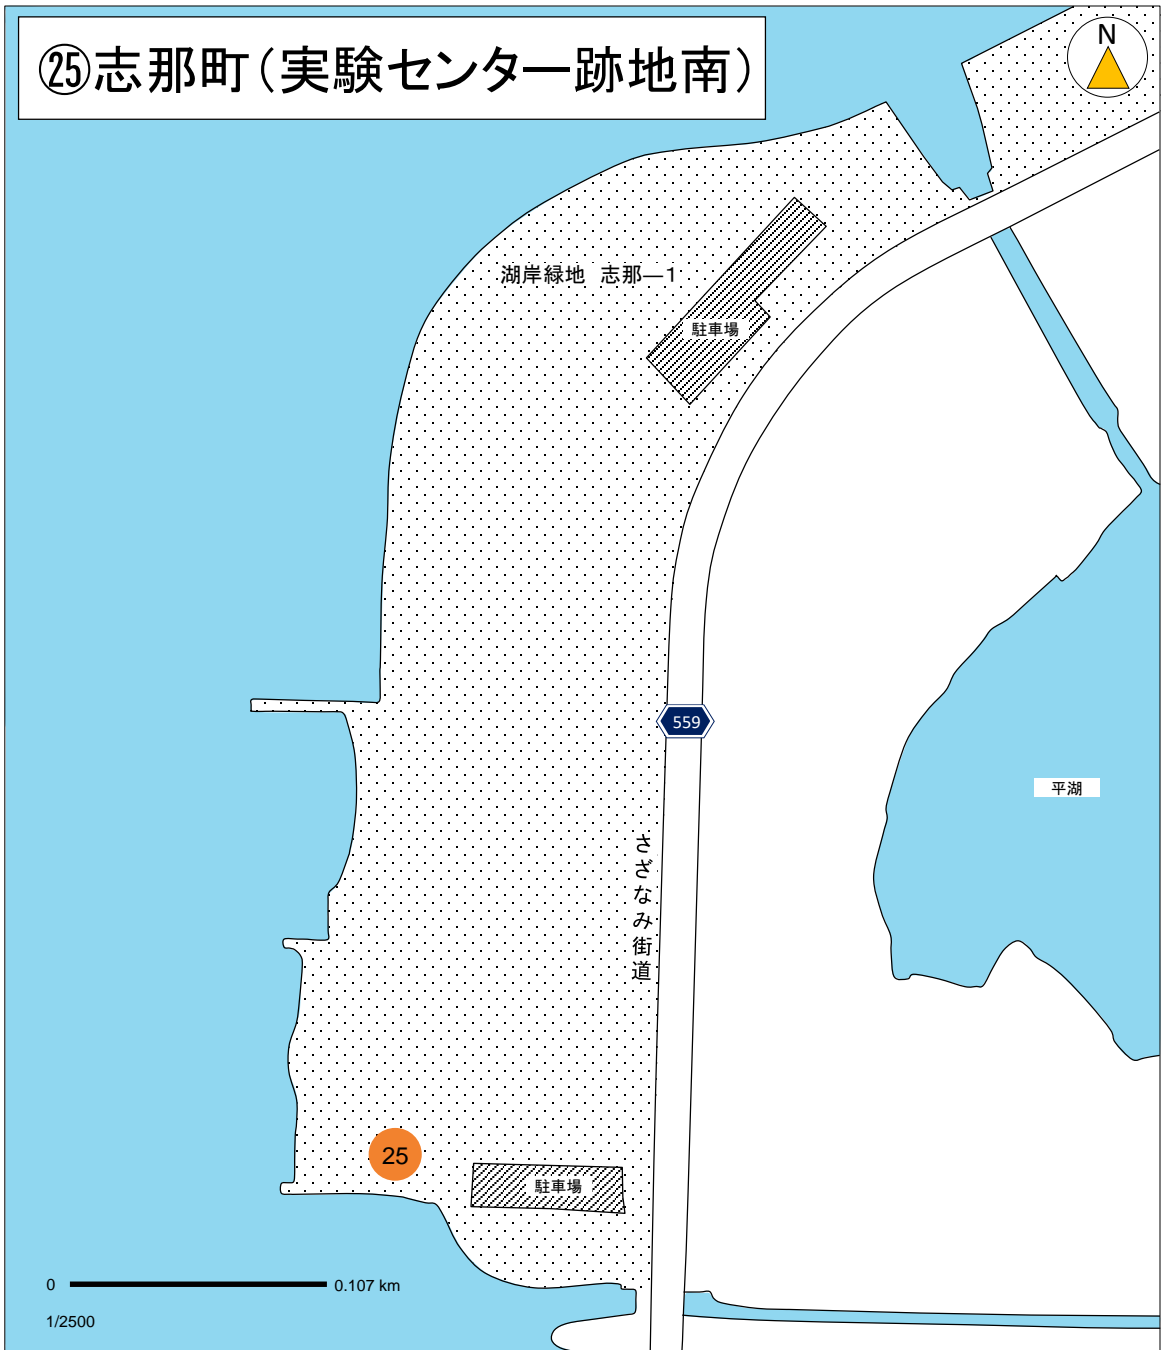 ㉕志那町(実験センター跡地南)
N
湖岸緑地 志那―1
駐車場
559
平湖
さざなみ街道
25
駐車場
0 0.107 km
1/2500